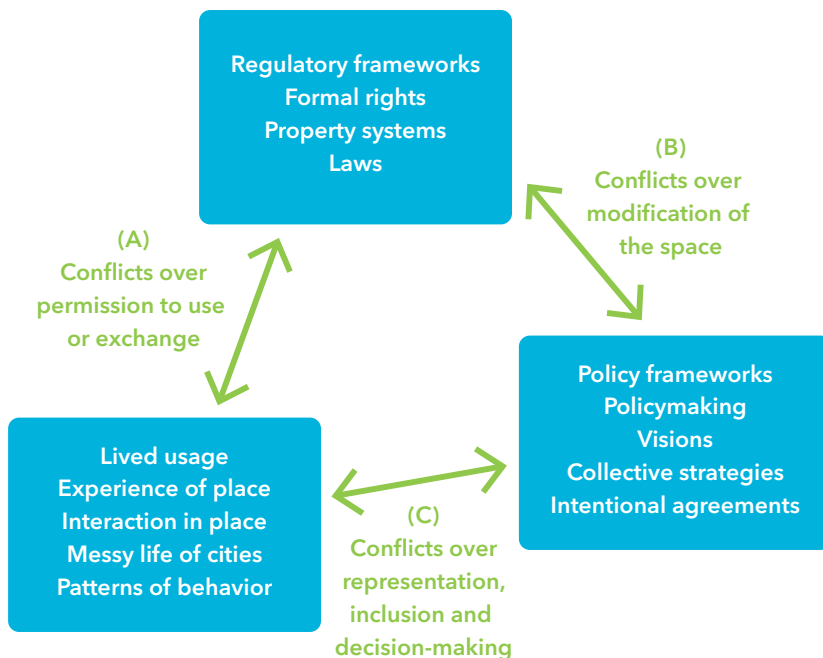 Regulatory frameworks
Formal rights
Property systems
Laws
(A)
Conflicts over
permission to use
or exchange
(B)
Conflicts over
modification of
the space
Policy frameworks
Policymaking
Visions
Collective strategies
Intentional agreements
Lived usage
Experience of place
Interaction in place
Messy life of cities
Patterns of behavior
(C)
Conflicts over
representation,
inclusion and
decision-making